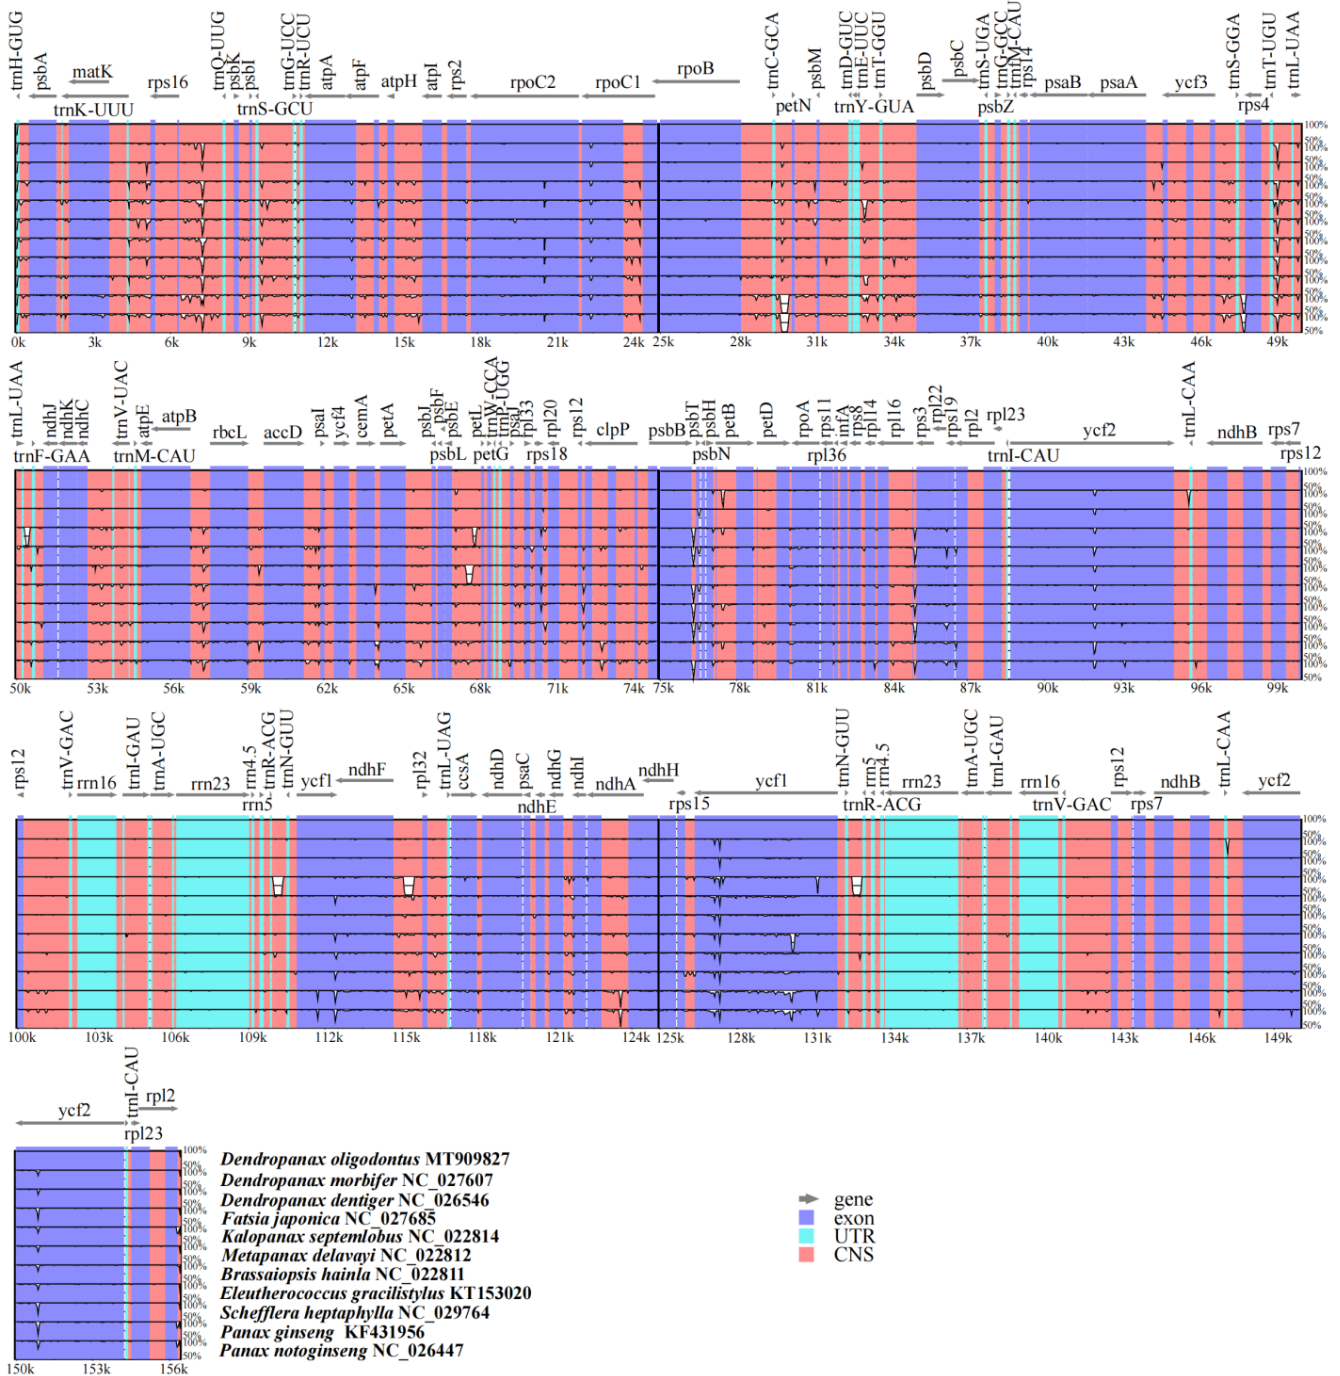 trnH-GUG psbA matK rps16 trnQ-UUG psbK psbI trnG-UCC trnR-UCU atpA atpF atpH atpI rps2 rpoC2 rpoC1 rpoB trnC-GCA psbM trnD-GUC trnE-UUC trnT-GGU psbD psbC trnS-UGA trnG-GCC trnfM-CAU rps14 psaB psaA ycf3 trnS-GGA trnT-UGU trnL-UAA
trnK-UUU trnS-GCU petN trnY-GUA psbZ rps4
100%
50%
0k 3k 6k 9k 12k 15k 18k 21k 24k 25k 28k 31k 34k 37k 40k 43k 46k 49k
trnL-UAA ndhJ ndhK ndhC trnV-UAC atpE atpB rbcL accD psaI ycf4 cemA petA psbJ psbF psbE petL trnW-CCA trnP-UGG psaJ rpl33 rpl20 rps12 clpP psbB psbT psbH petB petD rpoA rps11 infA rps8 rpl14 rpl16 rps3 rpl22 rps19 rpl2 rpl23 ycf2 trnL-CAA ndhB rps7
trnF-GAA trnM-CAU psbL petG rps18 psbN rpl36 trnI-CAU rps12
50k 53k 56k 59k 62k 65k 68k 71k 74k 75k 78k 81k 84k 87k 90k 93k 96k 99k
rps12 trnV-GAC rrn16 trnI-GAU trnA-UGC rrn23 rrn4.5 trnR-ACG trnN-GUU ycf1 ndhF rpl32 trnL-UAG ccsA ndhD psaC ndhG ndhI ndhA ndhH ycf1 trnN-GUU rrn5 rrn4.5 rrn23 trnA-UGC trnI-GAU rrn16 rps12 ndhB trnL-CAA ycf2
rrn5 ndhE rps15 trnR-ACG trnV-GAC rps7
100k 103k 106k 109k 112k 115k 118k 121k 124k 125k 128k 131k 134k 137k 140k 143k 146k 149k
ycf2 trnI-CAU rpl2
rpl23
Dendropanax oligodontus MT909827
Dendropanax morbifer NC_027607
Dendropanax dentiger NC_026546
Fatsia japonica NC_027685
Kalopanax septemlobus NC_022814
Metapanax delavayi NC_022812
Brassaiopsis hainla NC_022811
Eleutherococcus gracilistylus KT153020
Schefflera heptaphylla NC_029764
Panax ginseng KF431956
Panax notoginseng NC_026447
150k 153k 156k
gene
exon
UTR
CNS